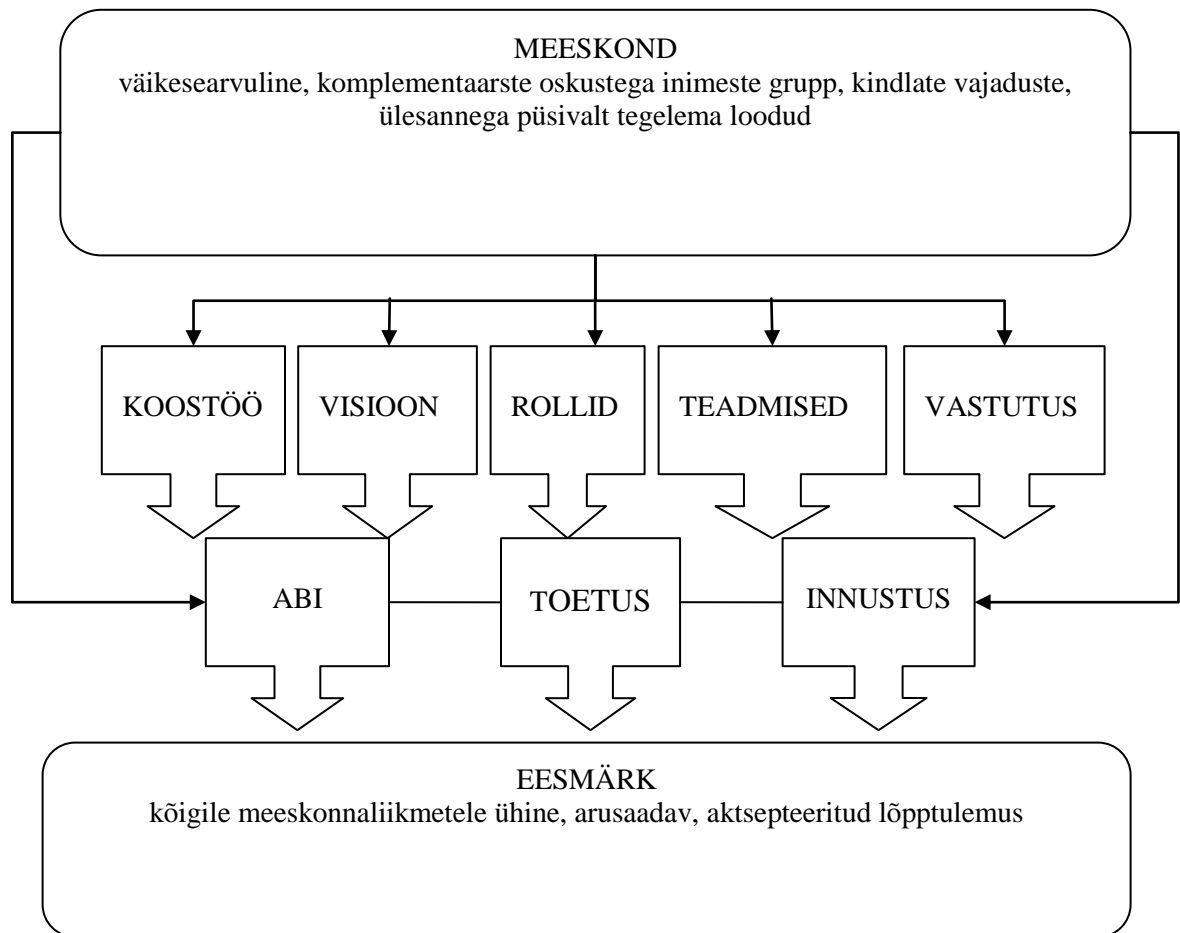 MEESKOND
väikesearvuline, komplementaarste oskustega inimeste grupp, kindlate vajaduste,
ülesannega püsivalt tegelema loodud
KOOSTÖÖ VISIOON ROLLID TEADMISED VASTUTUS
ABI TOETUS INNUSTUS
EESMÄRK
kõigile meeskonnaliikmetele ühine, arusaadav, aktsepteeritud lõpptulemus